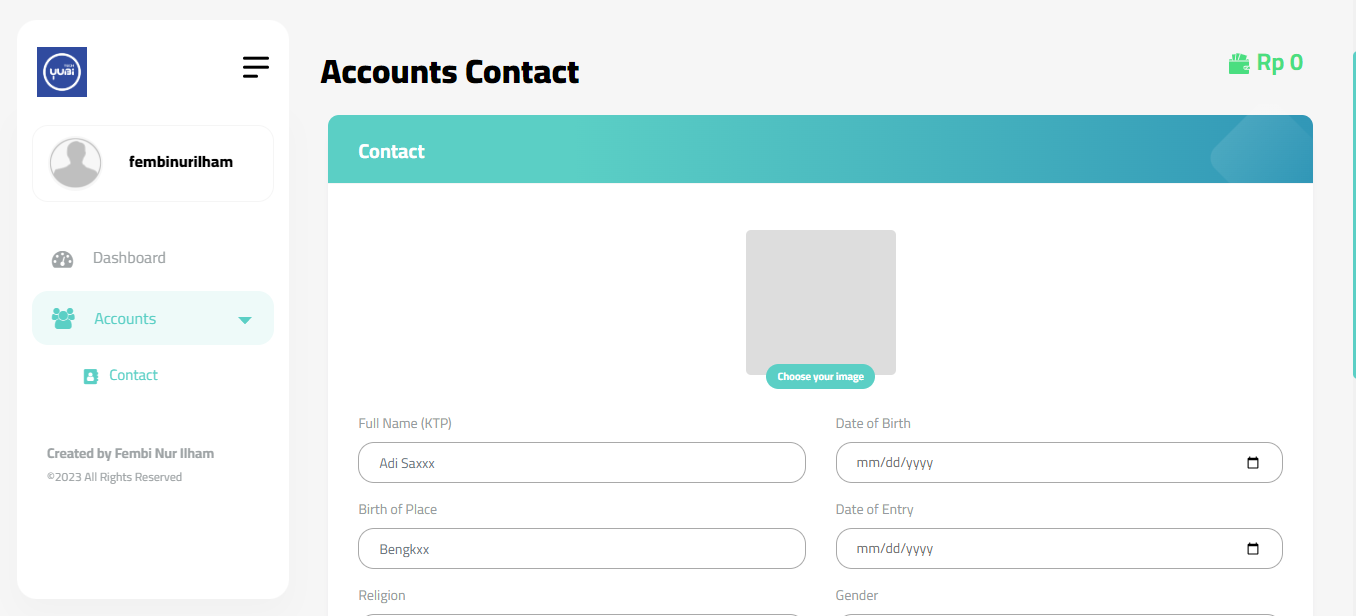 YUBI
fembinurilham
Dashboard
Accounts
Contact
Created by Fembi Nur Ilham
©2023 All Rights Reserved
Accounts Contact
Rp 0
Contact
Choose your image
Full Name (KTP)
Date of Birth
Adi Saxxx
mm/dd/yyyy
Birth of Place
Date of Entry
Bengkxx
mm/dd/yyyy
Religion
Gender